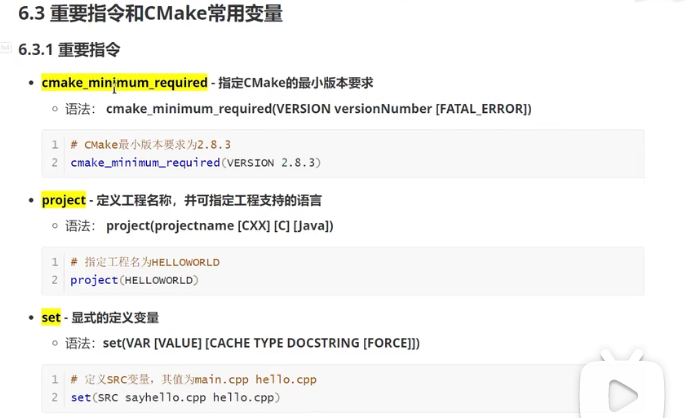 6.3 重要指令和CMake常用变量
6.3.1 重要指令
cmake_minimum_required - 指定CMake的最小版本要求
语法： cmake_minimum_required(VERSION versionNumber [FATAL_ERROR])
1 # CMake最小版本要求为2.8.3
2 cmake_minimum_required(VERSION 2.8.3)
project - 定义工程名称，并可指定工程支持的语言
语法： project(projectname [CXX] [C] [Java])
1 # 指定工程名为HELLOWORLD
2 project(HELLOWORLD)
set - 显式的定义变量
语法：set(VAR [VALUE] [CACHE TYPE DOCSTRING [FORCE]])
1 # 定义SRC变量，其值为main.cpp hello.cpp
2 set(SRC sayhello.cpp hello.cpp)